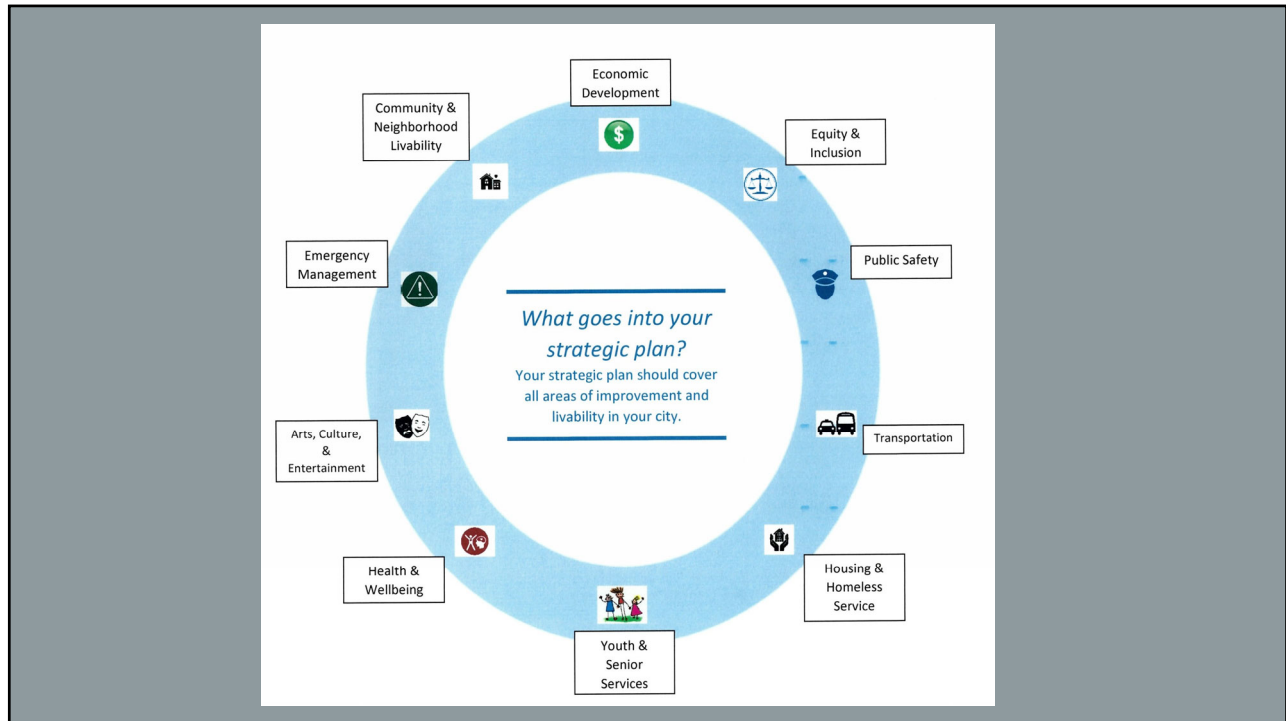 Economic
Development
Community &
Neighborhood
Livability
Equity &
Inclusion
Emergency
Management
Public Safety
What goes into your
strategic plan?
Your strategic plan should cover
all areas of improvement and
livability in your city.
Arts, Culture,
&
Entertainment
Transportation
Health &
Wellbeing
Housing &
Homeless
Service
Youth &
Senior
Services